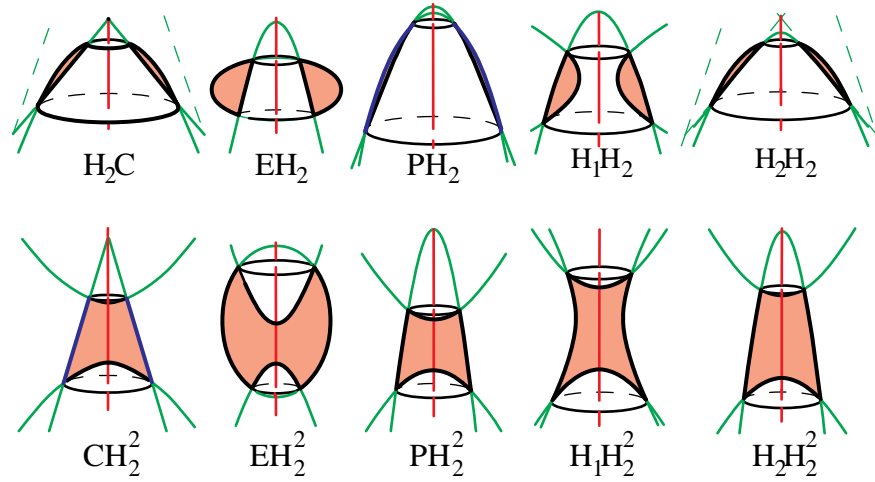 H₂C EH₂ PH₂ H₁H₂ H₂H₂
CH₂² EH₂² PH₂² H₁H₂² H₂H₂²